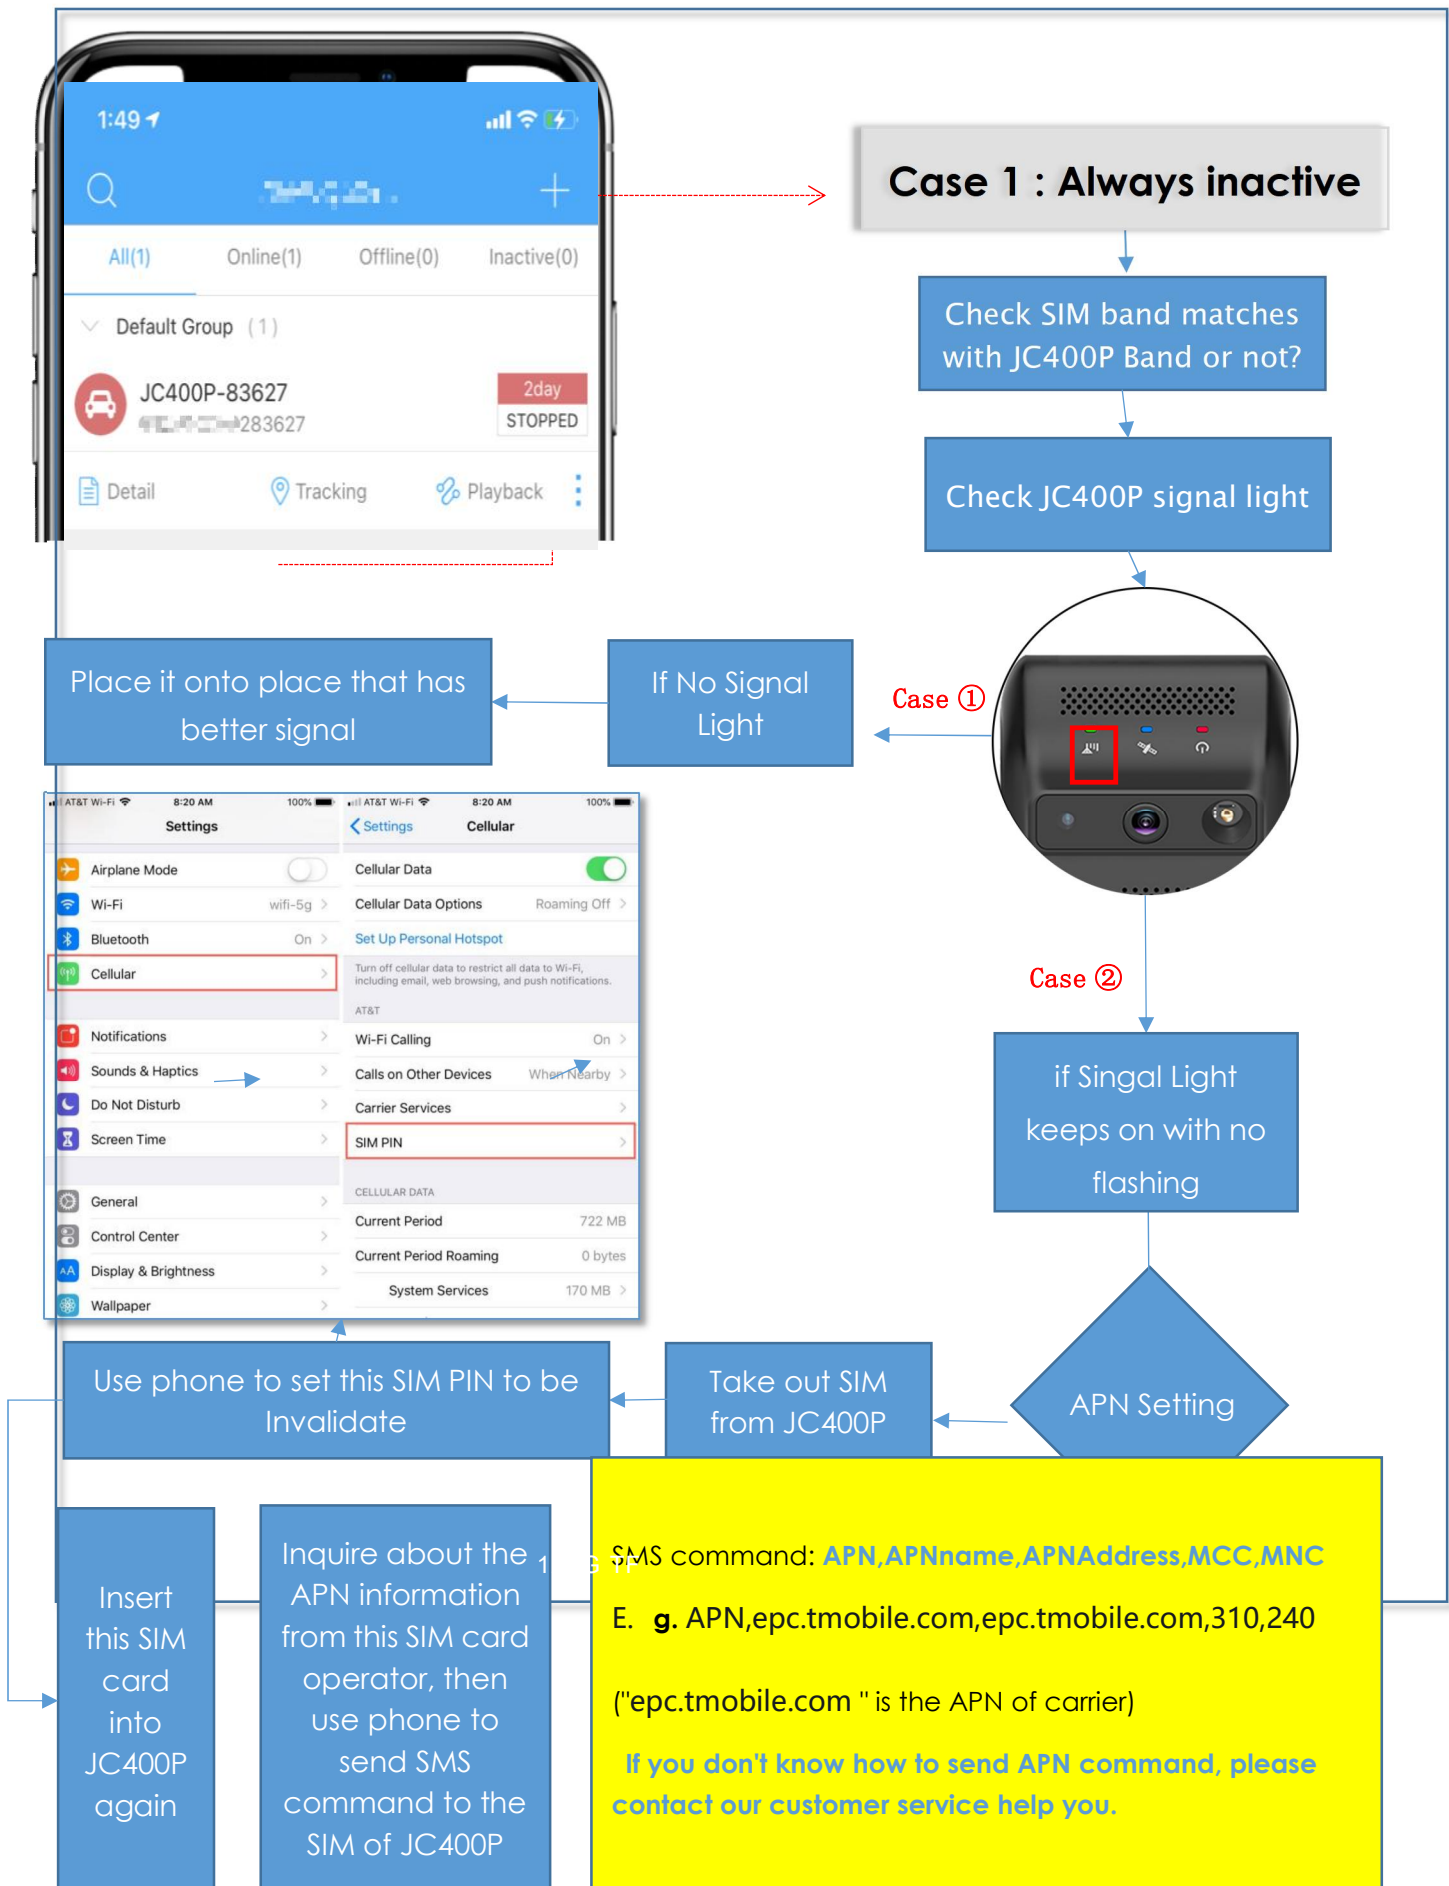 1:49
All(1) Online(1) Offline(0) Inactive(0)
Default Group (1)
JC400P-83627
283627
2day
STOPPED
Detail Tracking Playback
Case 1 : Always inactive
Check SIM band matches
with JC400P Band or not?
Check JC400P signal light
Case ①
If No Signal
Light
Place it onto place that has
better signal
AT&T Wi-Fi 8:20 AM 100%
Settings
Airplane Mode
Wi-Fi wifi-5g
Bluetooth On
Cellular
Notifications
Sounds & Haptics
Do Not Disturb
Screen Time
General
Control Center
Display & Brightness
Wallpaper
AT&T Wi-Fi 8:20 AM 100%
Settings Cellular
Cellular Data
Cellular Data Options Roaming Off
Set Up Personal Hotspot
Turn off cellular data to restrict all data to Wi-Fi,
including email, web browsing, and push notifications.
AT&T
Wi-Fi Calling On
Calls on Other Devices When Nearby
Carrier Services
SIM PIN
CELLULAR DATA
Current Period 722 MB
Current Period Roaming 0 bytes
System Services 170 MB
Case ②
if Singal Light
keeps on with no
flashing
APN Setting
Take out SIM
from JC400P
Use phone to set this SIM PIN to be
Invalidate
Insert
this SIM
card
into
JC400P
again
Inquire about the
APN information
from this SIM card
operator, then
use phone to
send SMS
command to the
SIM of JC400P
SMS command: APN,APNname,APNAddress,MCC,MNC
E. g. APN,epc.tmobile.com,epc.tmobile.com,310,240
("epc.tmobile.com " is the APN of carrier)
If you don't know how to send APN command, please
contact our customer service help you.